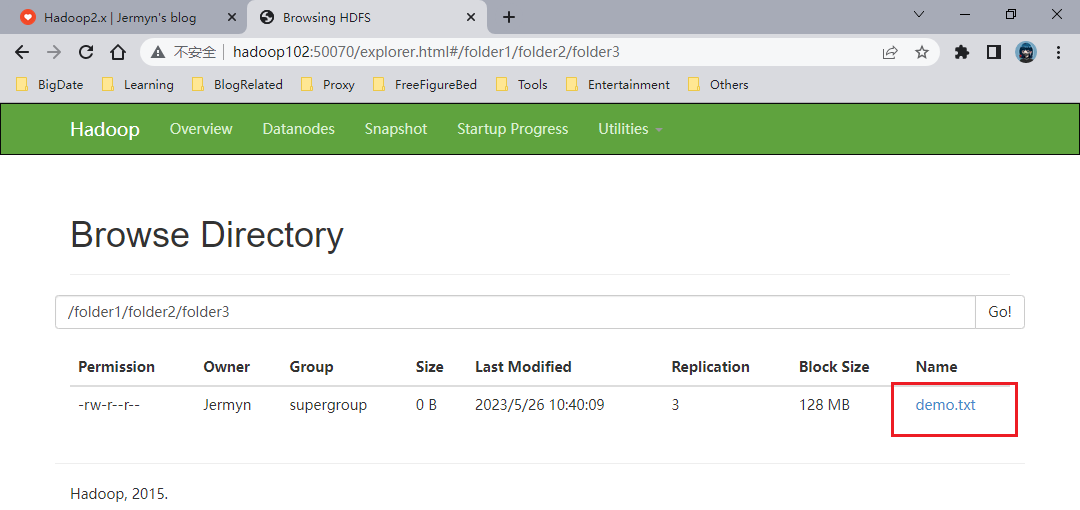 Hadoop2.x | Jermyn's blog Browsing HDFS
不安全 hadoop102:50070/explorer.html#/folder1/folder2/folder3
BigDate Learning BlogRelated Proxy FreeFigureBed Tools Entertainment Others
Hadoop Overview Datanodes Snapshot Startup Progress Utilities
Browse Directory
/folder1/folder2/folder3 Go!
Permission Owner Group Size Last Modified Replication Block Size Name
-rw-r--r-- Jermyn supergroup 0 B 2023/5/26 10:40:09 3 128 MB demo.txt
Hadoop, 2015.